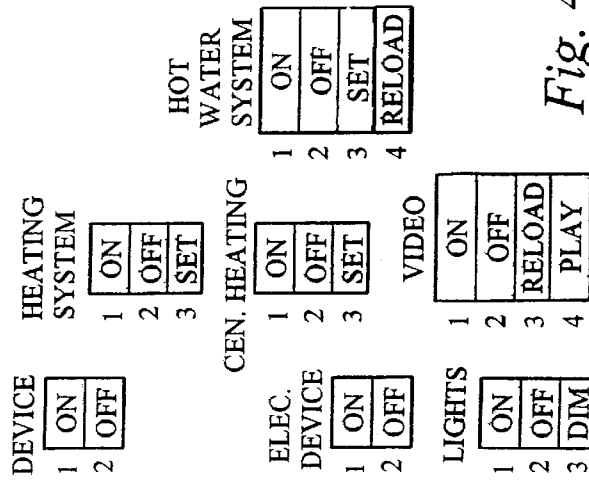 DEVICE
1 ON
2 OFF
HEATING
SYSTEM
1 ON
2 OFF
3 SET
HOT
WATER
SYSTEM
1 ON
2 OFF
3 SET
4 RELOAD
ELEC.
DEVICE
1 ON
2 OFF
CEN. HEATING
1 ON
2 OFF
3 SET
LIGHTS
1 ON
2 OFF
3 DIM
VIDEO
1 ON
2 OFF
3 RELOAD
4 PLAY
Fig. 4